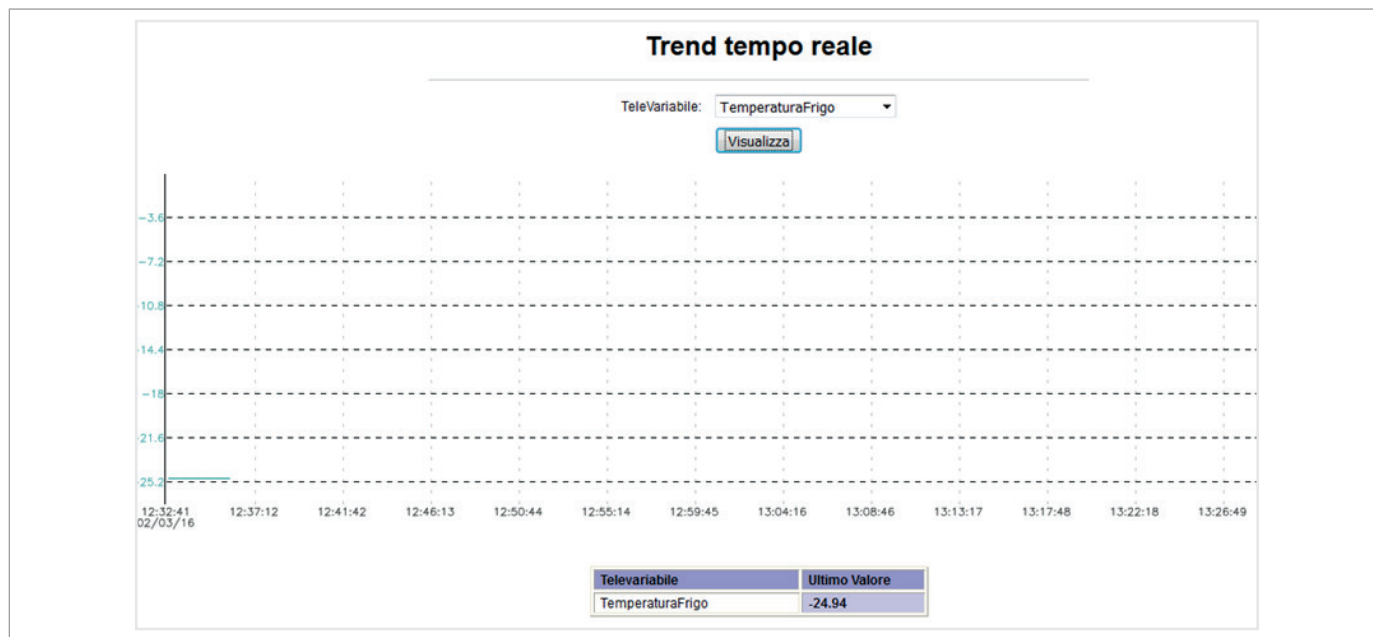 Trend tempo reale
TeleVariabile: TemperaturaFrigo
Visualizza
-3.6
-7.2
10.8
14.4
-18
21.6
25.2
12:32:41 12:37:12 12:41:42 12:46:13 12:50:44 12:55:14 12:59:45 13:04:16 13:08:46 13:13:17 13:17:48 13:22:18 13:26:49
02/03/16
Televariabile Ultimo Valore
TemperaturaFrigo -24.94